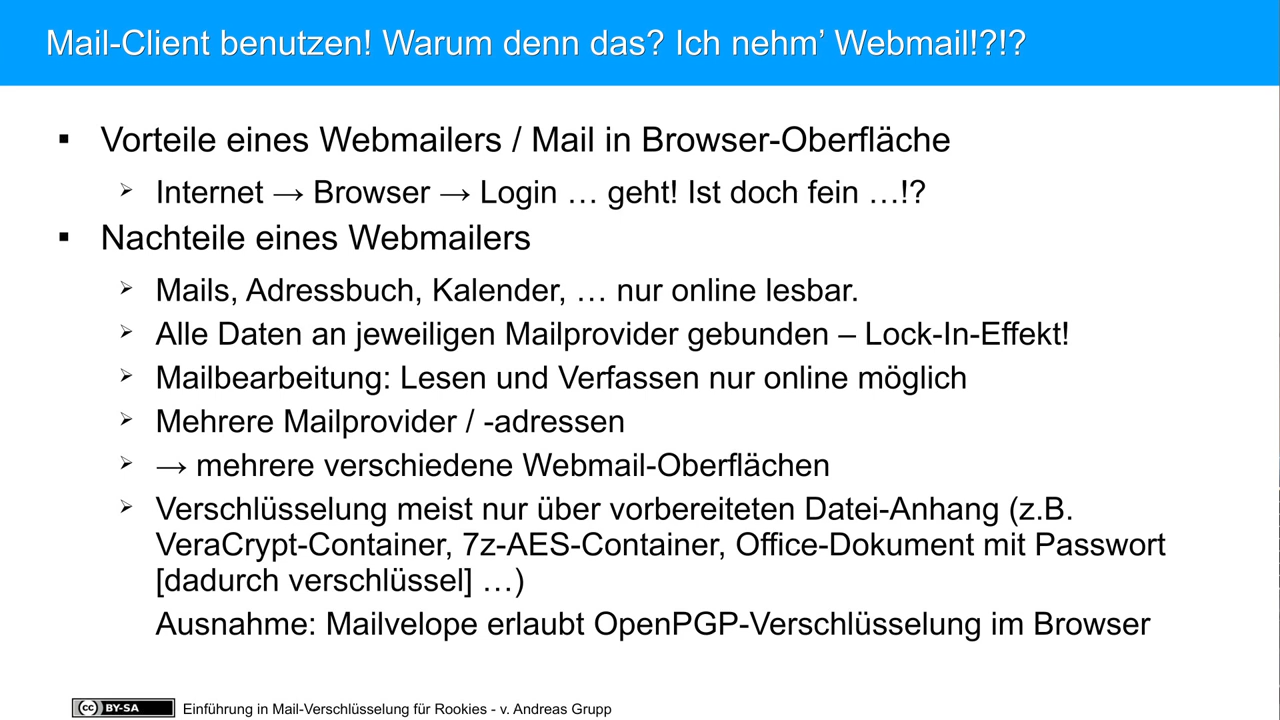 Mail-Client benutzen! Warum denn das? Ich nehm’ Webmail!?!?
▪ Vorteile eines Webmailers / Mail in Browser-Oberfläche
➢ Internet → Browser → Login … geht! Ist doch fein …!?
▪ Nachteile eines Webmailers
➢ Mails, Adressbuch, Kalender, … nur online lesbar.
➢ Alle Daten an jeweiligen Mailprovider gebunden – Lock-In-Effekt!
➢ Mailbearbeitung: Lesen und Verfassen nur online möglich
➢ Mehrere Mailprovider / -adressen
➢ → mehrere verschiedene Webmail-Oberflächen
➢ Verschlüsselung meist nur über vorbereiteten Datei-Anhang (z.B.
VeraCrypt-Container, 7z-AES-Container, Office-Dokument mit Passwort
[dadurch verschlüssel] …)
Ausnahme: Mailvelope erlaubt OpenPGP-Verschlüsselung im Browser
cc BY-SA Einführung in Mail-Verschlüsselung für Rookies - v. Andreas Grupp